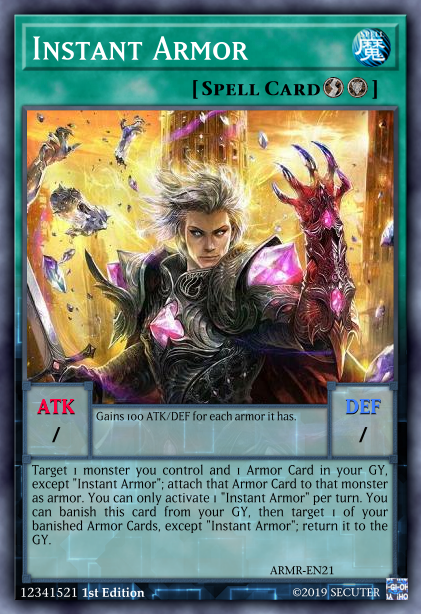 INSTANT ARMOR
魔
[SPELL CARD]
ATK
/
Gains 100 ATK/DEF for each armor it has.
DEF
/
Target 1 monster you control and 1 Armor Card in your GY,
except "Instant Armor"; attach that Armor Card to that monster
as armor. You can only activate 1 "Instant Armor" per turn. You
can banish this card from your GY, then target 1 of your
banished Armor Cards, except "Instant Armor"; return it to the
GY.
ARMR-EN21
12341521 1st Edition
©2019 SECUTER